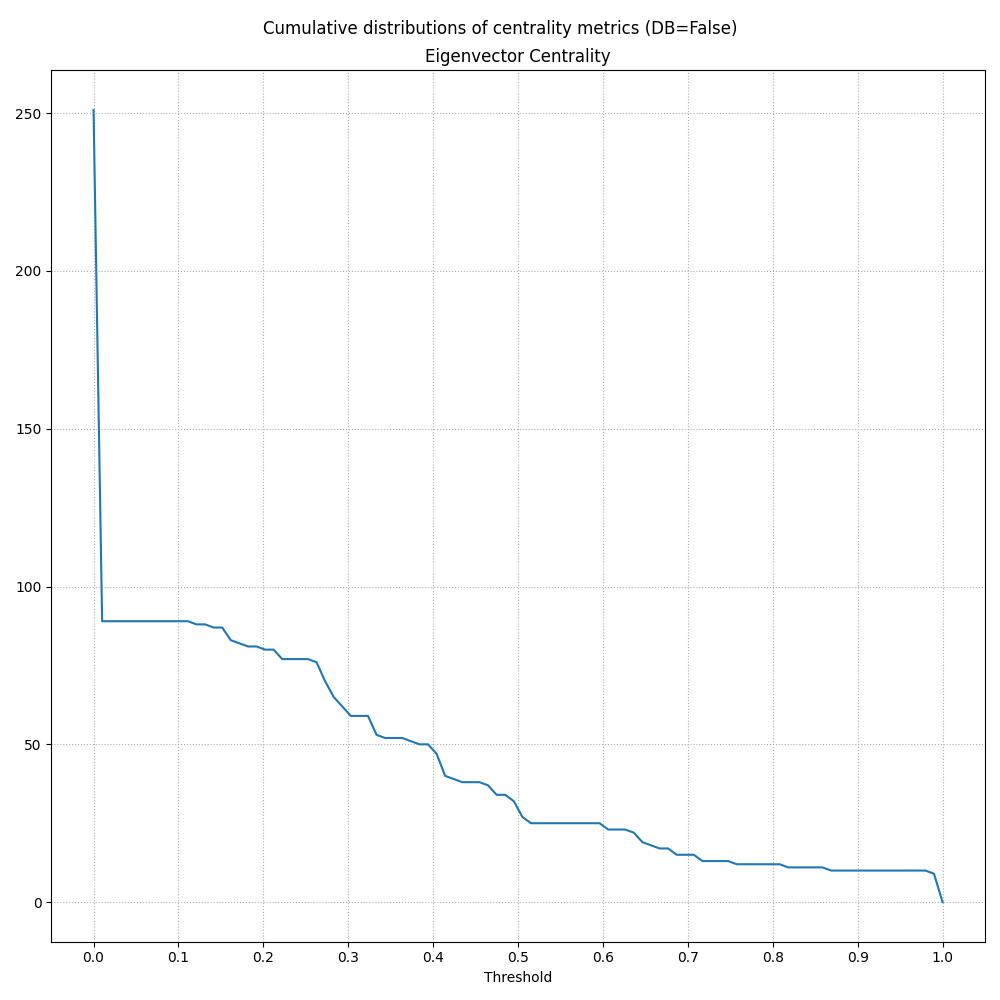 Cumulative distributions of centrality metrics (DB=False)
Eigenvector Centrality
250
200
150
100
50
0
0.0 0.1 0.2 0.3 0.4 0.5 0.6 0.7 0.8 0.9 1.0
Threshold